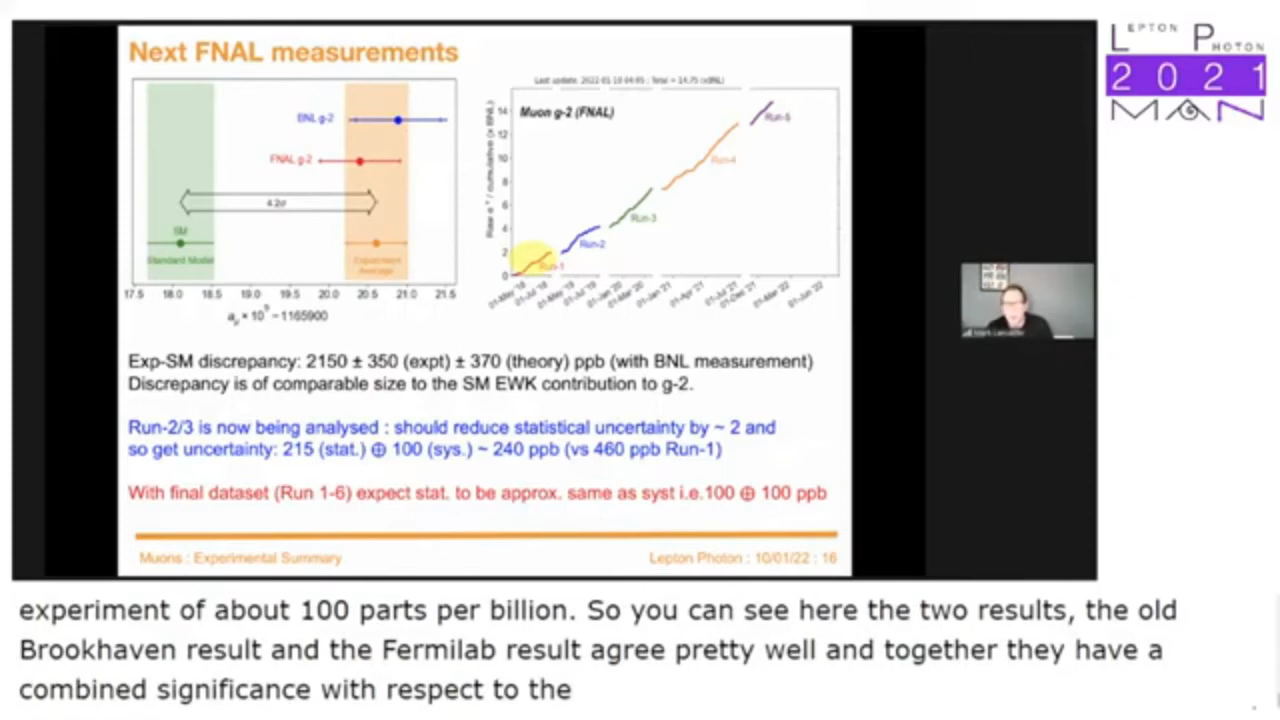 Next FNAL measurements
BNL g-2
FNAL g-2
4.2σ
SM
Standard Model
Experiment
Average
17.5 18.0 18.5 19.0 19.5 20.0 20.5 21.0 21.5
aμ × 10⁹ − 1165900
Muon g-2 (FNAL)
Run-1
Run-2
Run-3
Run-4
Run-5
14
12
10
8
6
4
2
0
Exp-SM discrepancy: 2150 ± 350 (expt) ± 370 (theory) ppb (with BNL measurement)
Discrepancy is of comparable size to the SM EWK contribution to g-2.
Run-2/3 is now being analysed : should reduce statistical uncertainty by ~ 2 and
so get uncertainty: 215 (stat.) ⊕ 100 (sys.) ~ 240 ppb (vs 460 ppb Run-1)
With final dataset (Run 1-6) expect stat. to be approx. same as syst i.e.100 ⊕ 100 ppb
Muons : Experimental Summary
Lepton Photon : 10/01/22 : 16
LEPTON PHOTON
2021
MAN
experiment of about 100 parts per billion. So you can see here the two results, the old
Brookhaven result and the Fermilab result agree pretty well and together they have a
combined significance with respect to the